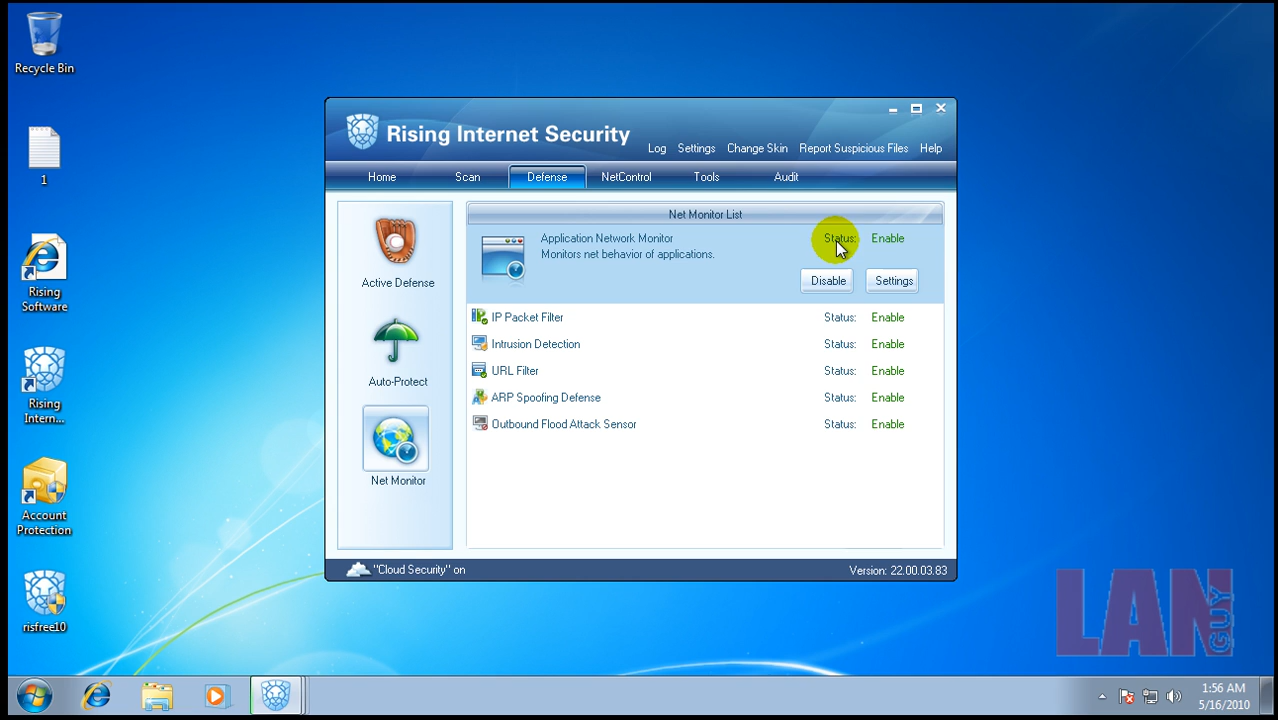 Recycle Bin
1
Rising
Software
Rising
Intern...
Account
Protection
risfree10
Rising Internet Security
Log Settings Change Skin Report Suspicious Files Help
Home Scan Defense NetControl Tools Audit
Active Defense
Auto-Protect
Net Monitor
Net Monitor List
Application Network Monitor Status: Enable
Monitors net behavior of applications.
Disable Settings
IP Packet Filter Status: Enable
Intrusion Detection Status: Enable
URL Filter Status: Enable
ARP Spoofing Defense Status: Enable
Outbound Flood Attack Sensor Status: Enable
"Cloud Security" on Version: 22.00.03.83
LAN GUY
1:56 AM
5/16/2010